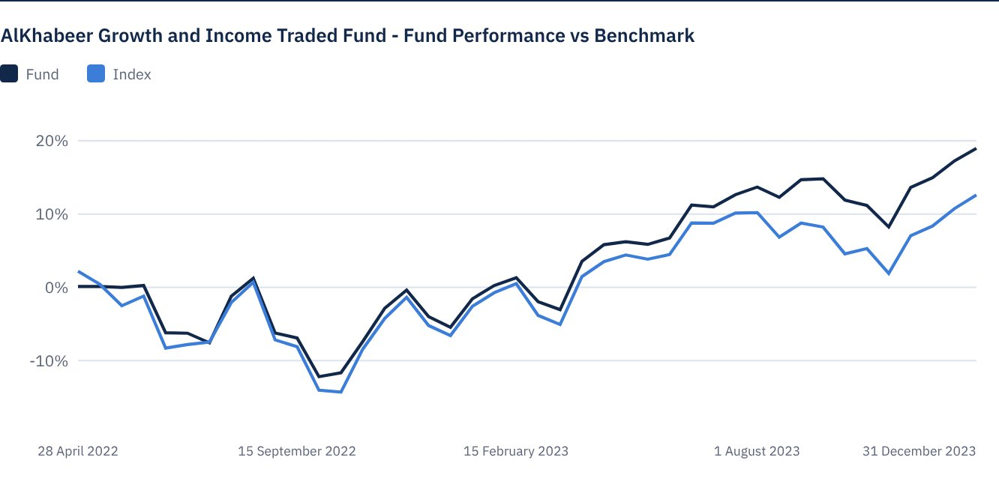 AlKhabeer Growth and Income Traded Fund - Fund Performance vs Benchmark
Fund Index
20%
10%
0%
-10%
28 April 2022 15 September 2022 15 February 2023 1 August 2023 31 December 2023